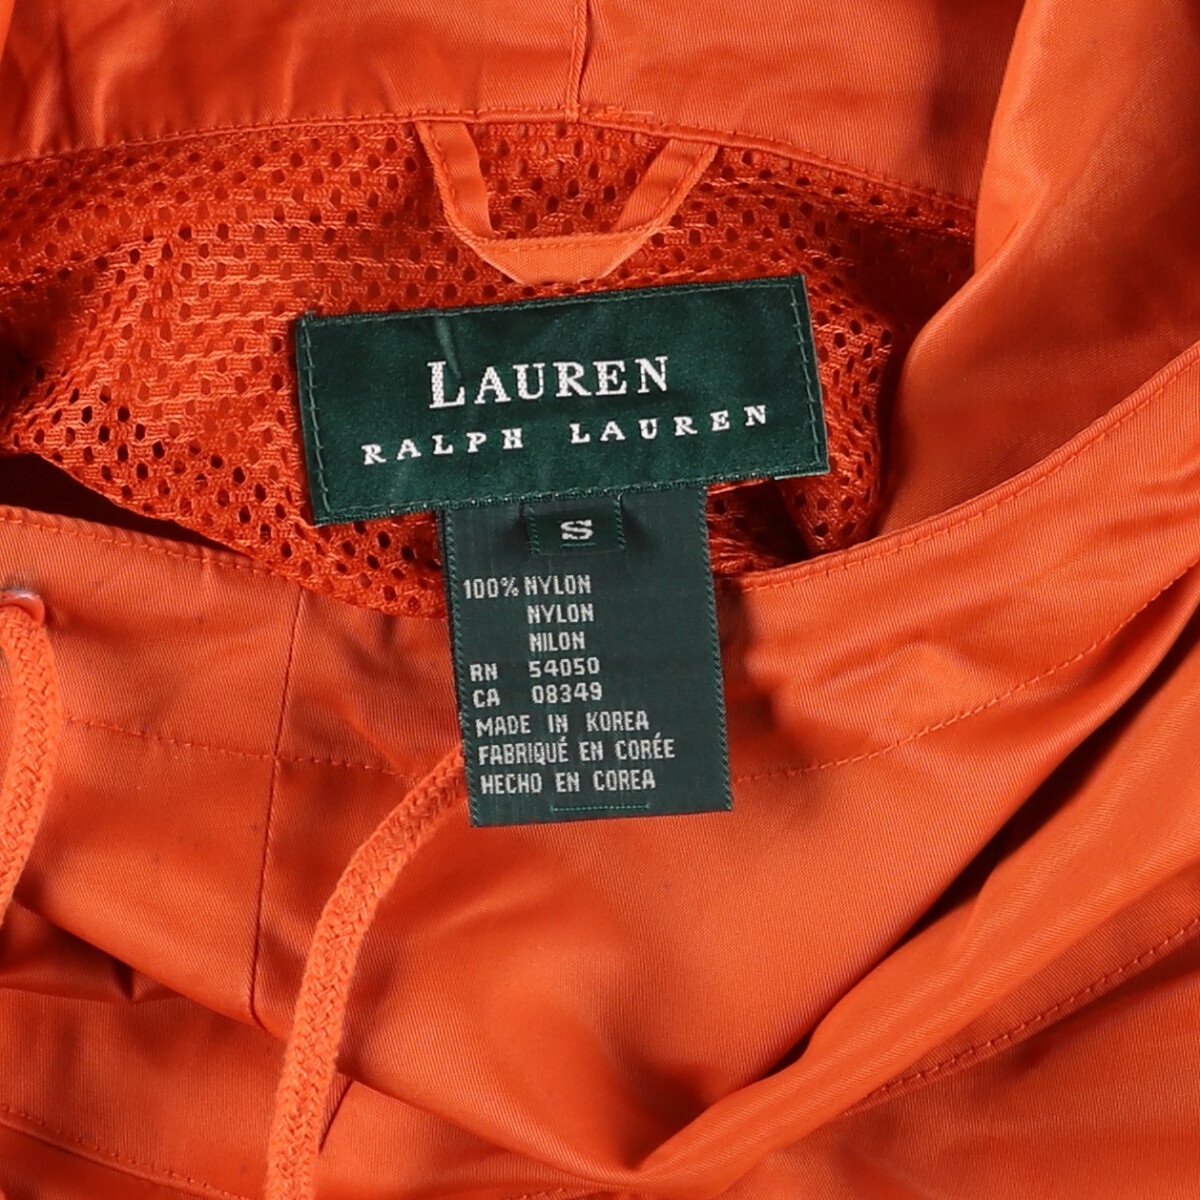 LAUREN
RALPH LAUREN
S
100% NYLON
NYLON
NILON
RN 54050
CA 08349
MADE IN KOREA
FABRIQUÉ EN CORÉE
HECHO EN COREA